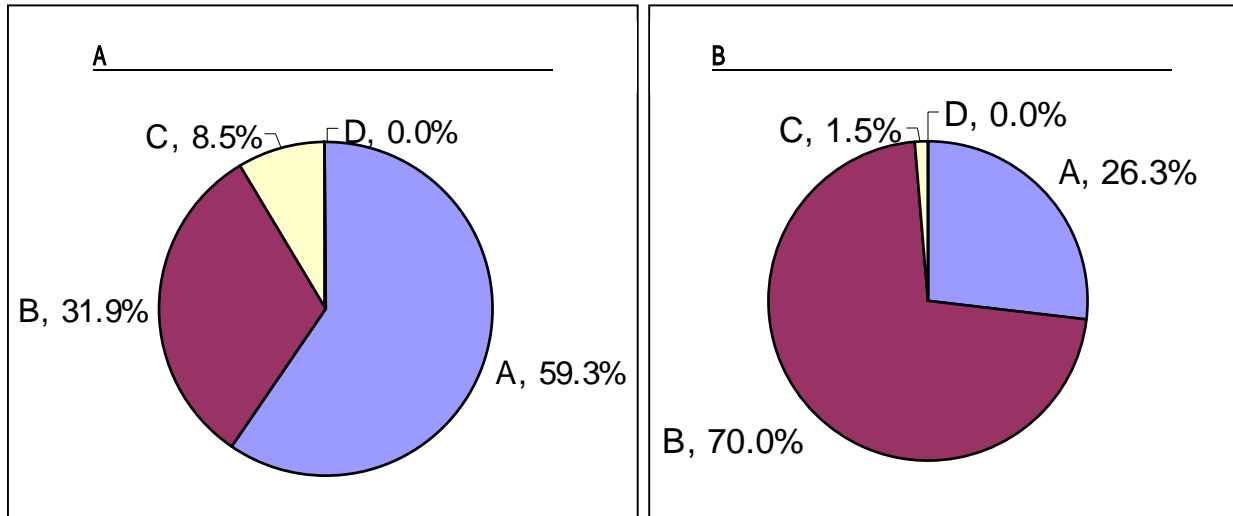 A
C, 8.5%
D, 0.0%
B, 31.9%
A, 59.3%
B
D, 0.0%
C, 1.5%
A, 26.3%
B, 70.0%